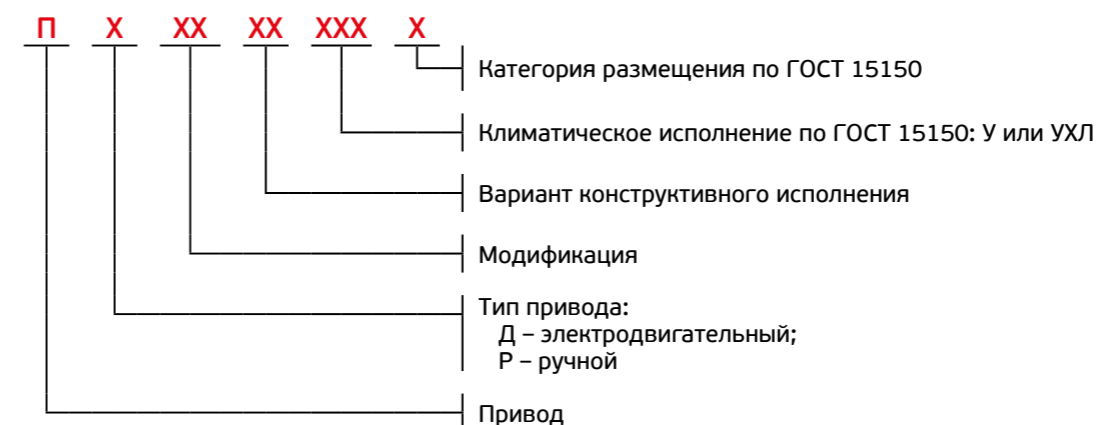 П Х ХХ ХХ ХХХ Х
Категория размещения по ГОСТ 15150
Климатическое исполнение по ГОСТ 15150: У или УХЛ
Вариант конструктивного исполнения
Модификация
Тип привода:
Д – электродвигательный;
Р – ручной
Привод